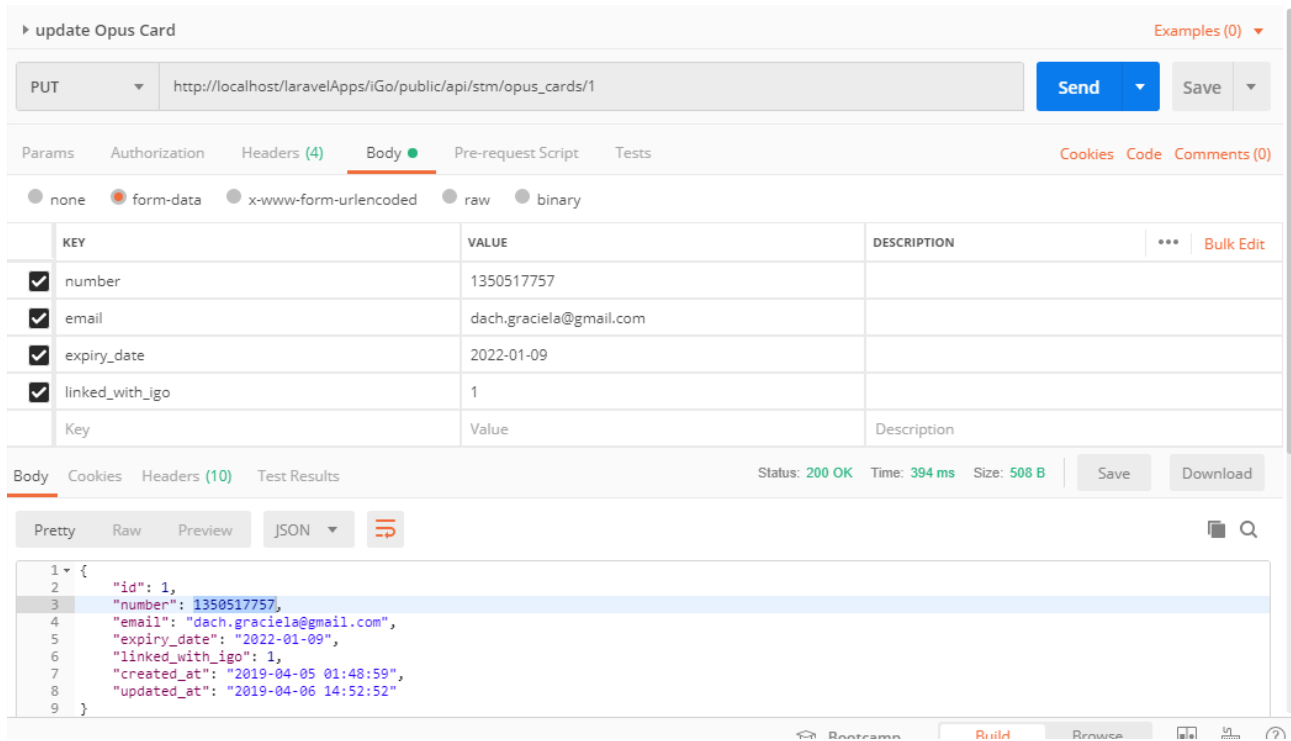 update Opus Card Examples (0)
PUT http://localhost/laravelApps/iGo/public/api/stm/opus_cards/1 Send Save
Params Authorization Headers (4) Body Pre-request Script Tests Cookies Code Comments (0)
none form-data x-www-form-urlencoded raw binary
KEY VALUE DESCRIPTION ••• Bulk Edit
number 1350517757
email dach.graciela@gmail.com
expiry_date 2022-01-09
linked_with_igo 1
Key Value Description
Body Cookies Headers (10) Test Results Status: 200 OK Time: 394 ms Size: 508 B Save Download
Pretty Raw Preview JSON
1 {
2 "id": 1,
3 "number": 1350517757,
4 "email": "dach.graciela@gmail.com",
5 "expiry_date": "2022-01-09",
6 "linked_with_igo": 1,
7 "created_at": "2019-04-05 01:48:59",
8 "updated_at": "2019-04-06 14:52:52"
9 }
Bootcamp Build Browse